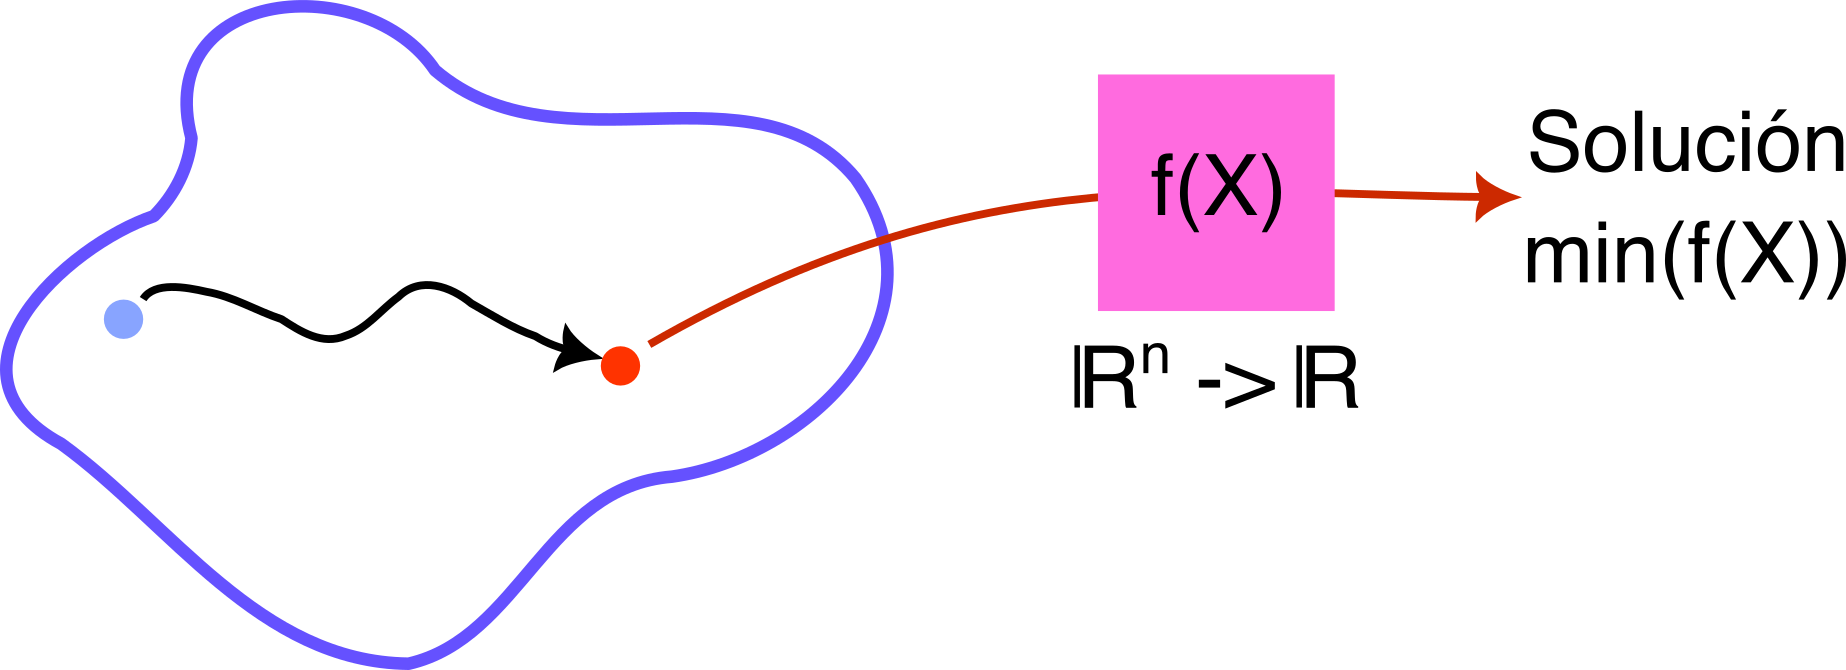 f(X)
ℝⁿ -> ℝ
Solución
min(f(X))